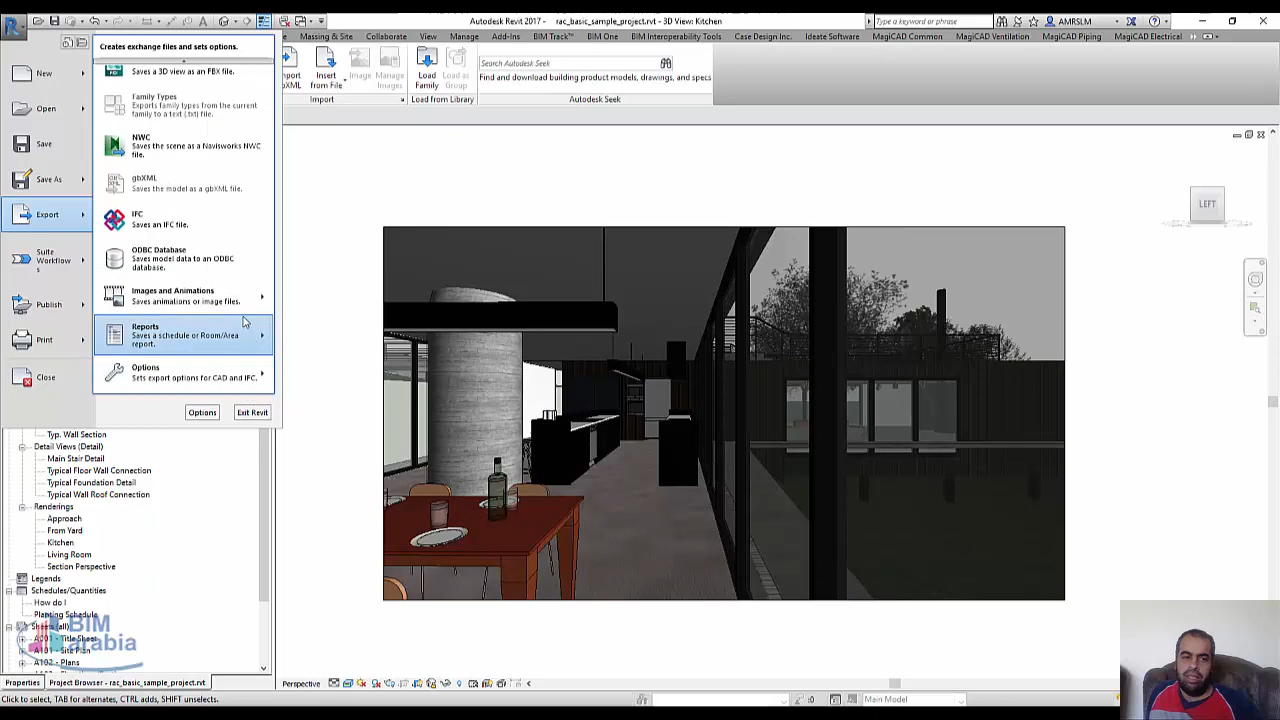 Autodesk Revit 2017 - rac_basic_sample_project.rvt - 3D View: Kitchen
Type a keyword or phrase
AMRSLM
Massing & Site
Collaborate
View
Manage
Add-Ins
BIM Track™
BIM One
BIM Interoperability Tools
Case Design Inc.
Ideate Software
MagiCAD Common
MagiCAD Ventilation
MagiCAD Piping
MagiCAD Electrical
Creates exchange files and sets options.
New
Open
Save
Save As
Export
Suite
Workflow
s
Publish
Print
Close
Saves a 3D view as an FBX file.
Family Types
Exports family types from the current
family to a text (.txt) file.
NWC
Saves the scene as a Navisworks NWC
file.
gbXML
Saves the model as a gbXML file.
IFC
Saves an IFC file.
ODBC Database
Saves model data to an ODBC
database.
Images and Animations
Saves animations or image files.
Reports
Saves a schedule or Room/Area
report.
Options
Sets export options for CAD and IFC.
Options
Exit Revit
Insert
from File
Image
Manage
Images
Import
Load
Family
Load as
Group
Load from Library
Autodesk Seek
Find and download building product models, drawings, and specs
Autodesk Seek
LEFT
Typ. Wall Section
Detail Views (Detail)
Main Stair Detail
Typical Floor Wall Connection
Typical Foundation Detail
Typical Wall Roof Connection
Renderings
Approach
From Yard
Kitchen
Living Room
Section Perspective
Legends
Schedules/Quantities
How do I
Planting Schedule
Sheets (all)
A001 - Title Sheet
A101 - Site Plan
A102 - Plans
BIM
arabia
Properties
Project Browser - rac_basic_sample_project.rvt
Perspective
Click to select, TAB for alternates, CTRL adds, SHIFT unselects.
:0
Main Model